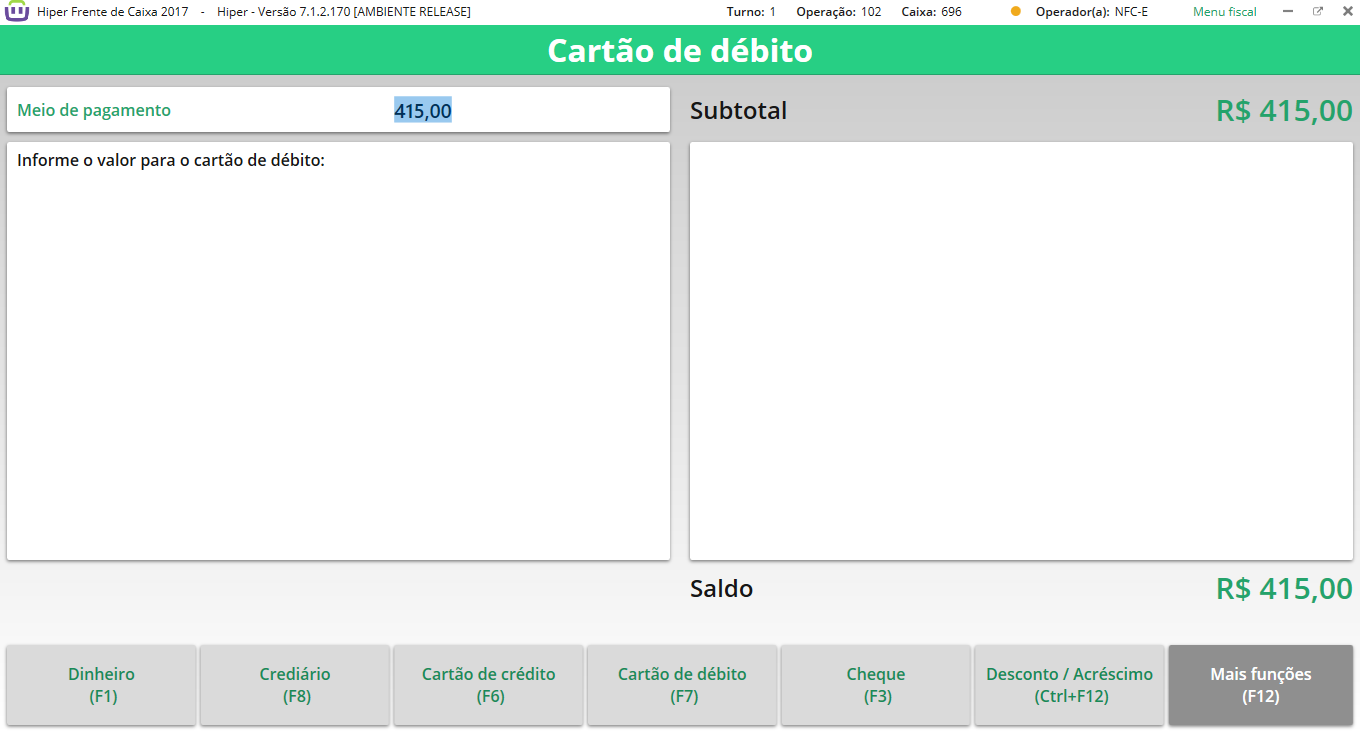 Hiper Frente de Caixa 2017 - Hiper - Versão 7.1.2.170 [AMBIENTE RELEASE] Turno: 1 Operação: 102 Caixa: 696 Operador(a): NFC-E Menu fiscal
Cartão de débito
Meio de pagamento 415,00
Subtotal R$ 415,00
Informe o valor para o cartão de débito:
Saldo R$ 415,00
Dinheiro
(F1)
Crediário
(F8)
Cartão de crédito
(F6)
Cartão de débito
(F7)
Cheque
(F3)
Desconto / Acréscimo
(Ctrl+F12)
Mais funções
(F12)